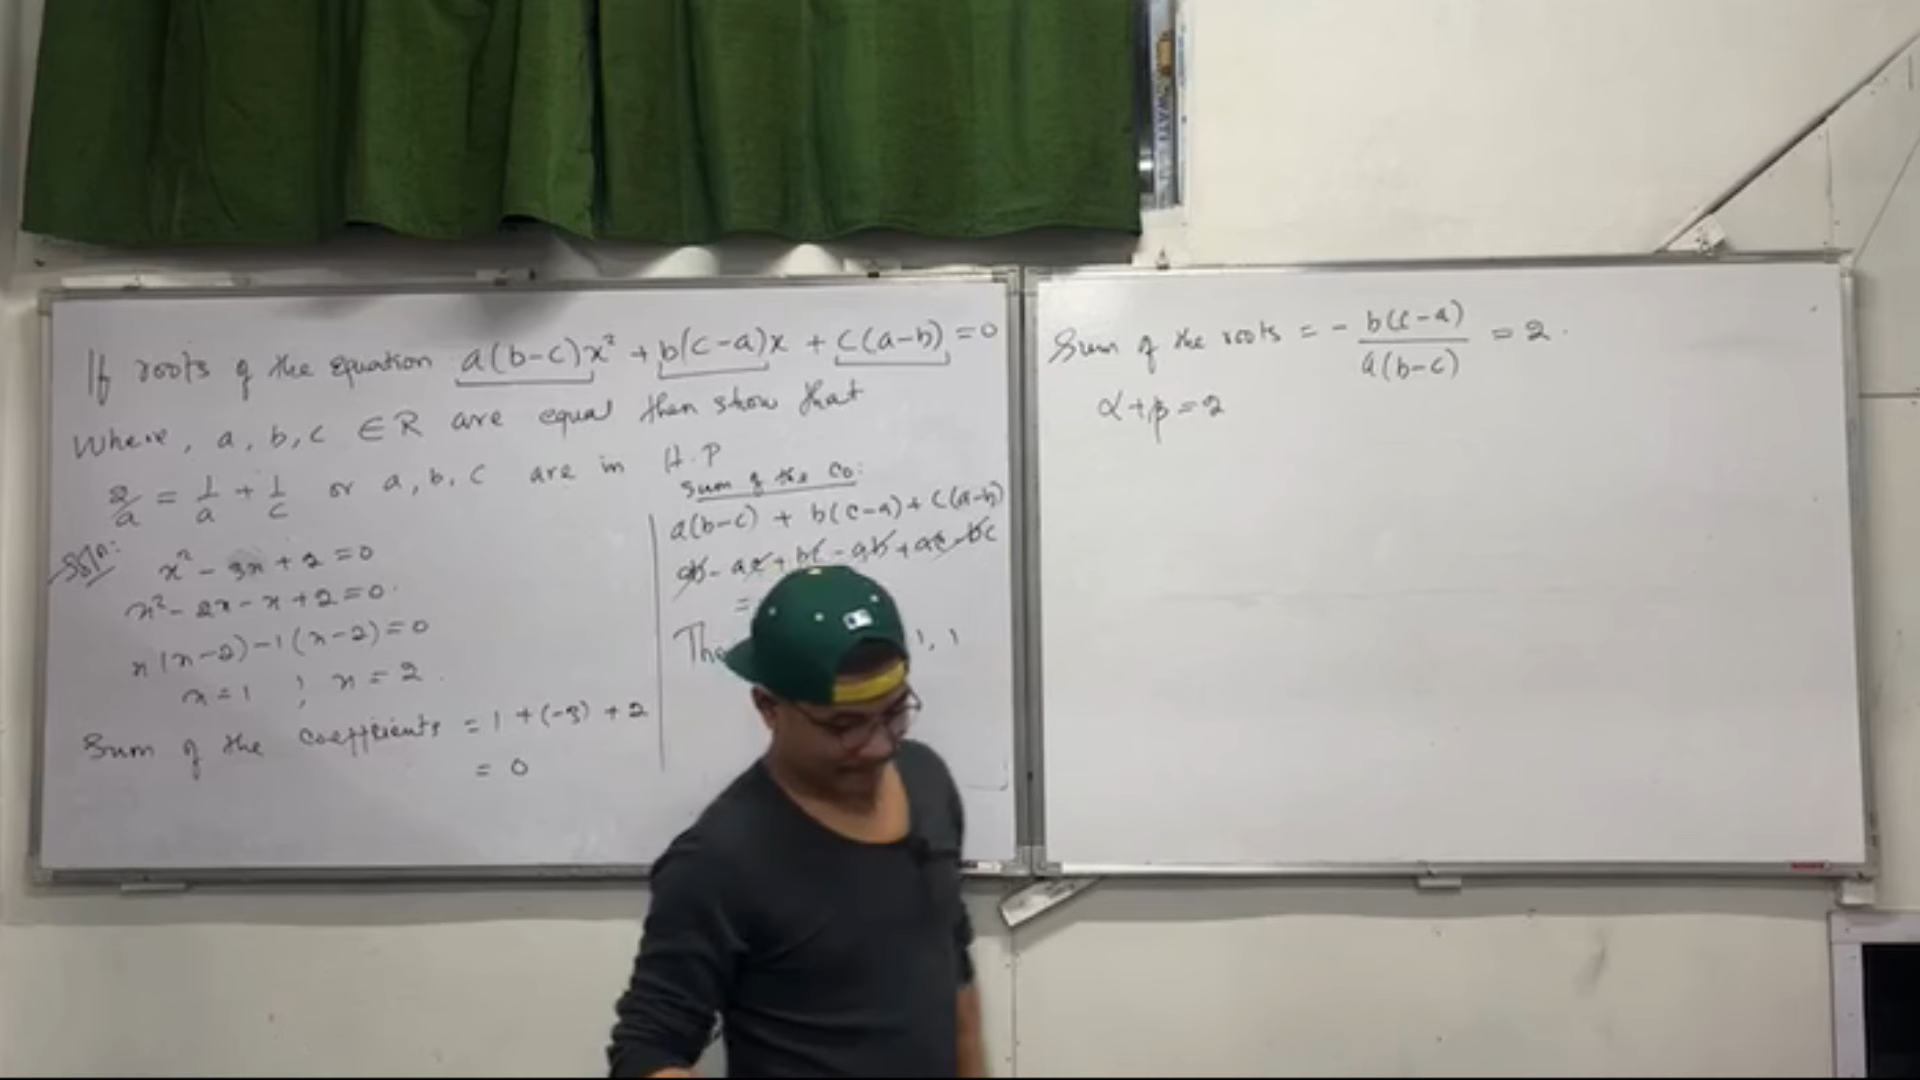 If roots of the equation a(b-c)x² + b(c-a)x + c(a-b) = 0
Where, a, b, c ∈ R are equal then show that
2/a = 1/a + 1/c or a, b, c are in H.P
Soln:
x² - 3x + 2 = 0
x² - 2x - x + 2 = 0.
x(x-2) - 1(x-2) = 0
x = 1 ; x = 2.
Sum of the coefficients = 1 + (-3) + 2
= 0
Sum of the co:
a(b-c) + b(c-a) + c(a-b)
ab - ac + bc - ab + ac - bc
=
The 1, 1
Sum of the roots = - b(c-a)/a(b-c) = 2.
α + β = 2